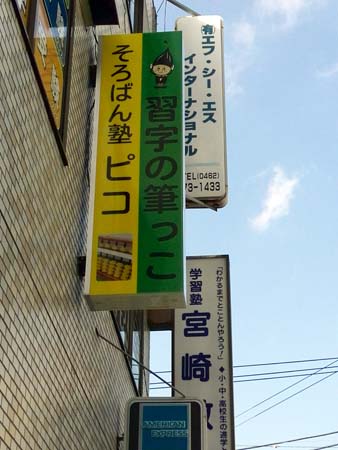 ㈲エフ・シー・エス
インターナショナル
TEL(0462)
73-1433
習字の筆っこ
そろばん塾ピコ
「わかるまでとことんやろう!」
◆小・中・高校生の進学
学習塾
宮崎
AMERICAN
EXPRESS